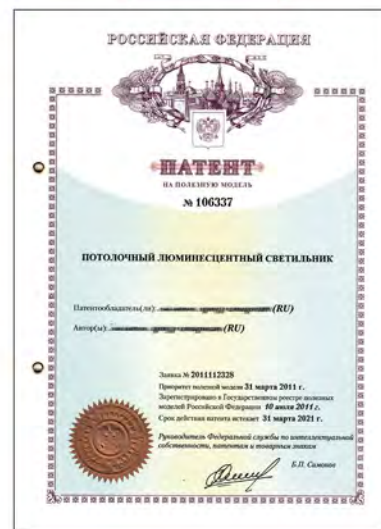 РОССИЙСКАЯ ФЕДЕРАЦИЯ
ПАТЕНТ
НА ПОЛЕЗНУЮ МОДЕЛЬ
№ 106337
ПОТОЛОЧНЫЙ ЛЮМИНЕСЦЕНТНЫЙ СВЕТИЛЬНИК
Патентообладатель(ли): (RU)
Автор(ы): (RU)
Заявка № 2011112328
Приоритет полезной модели 31 марта 2011 г.
Зарегистрировано в Государственном реестре полезных
моделей Российской Федерации 10 июля 2011 г.
Срок действия патента истекает 31 марта 2021 г.
Руководитель Федеральной службы по интеллектуальной
собственности, патентам и товарным знакам
Б.П. Симонов